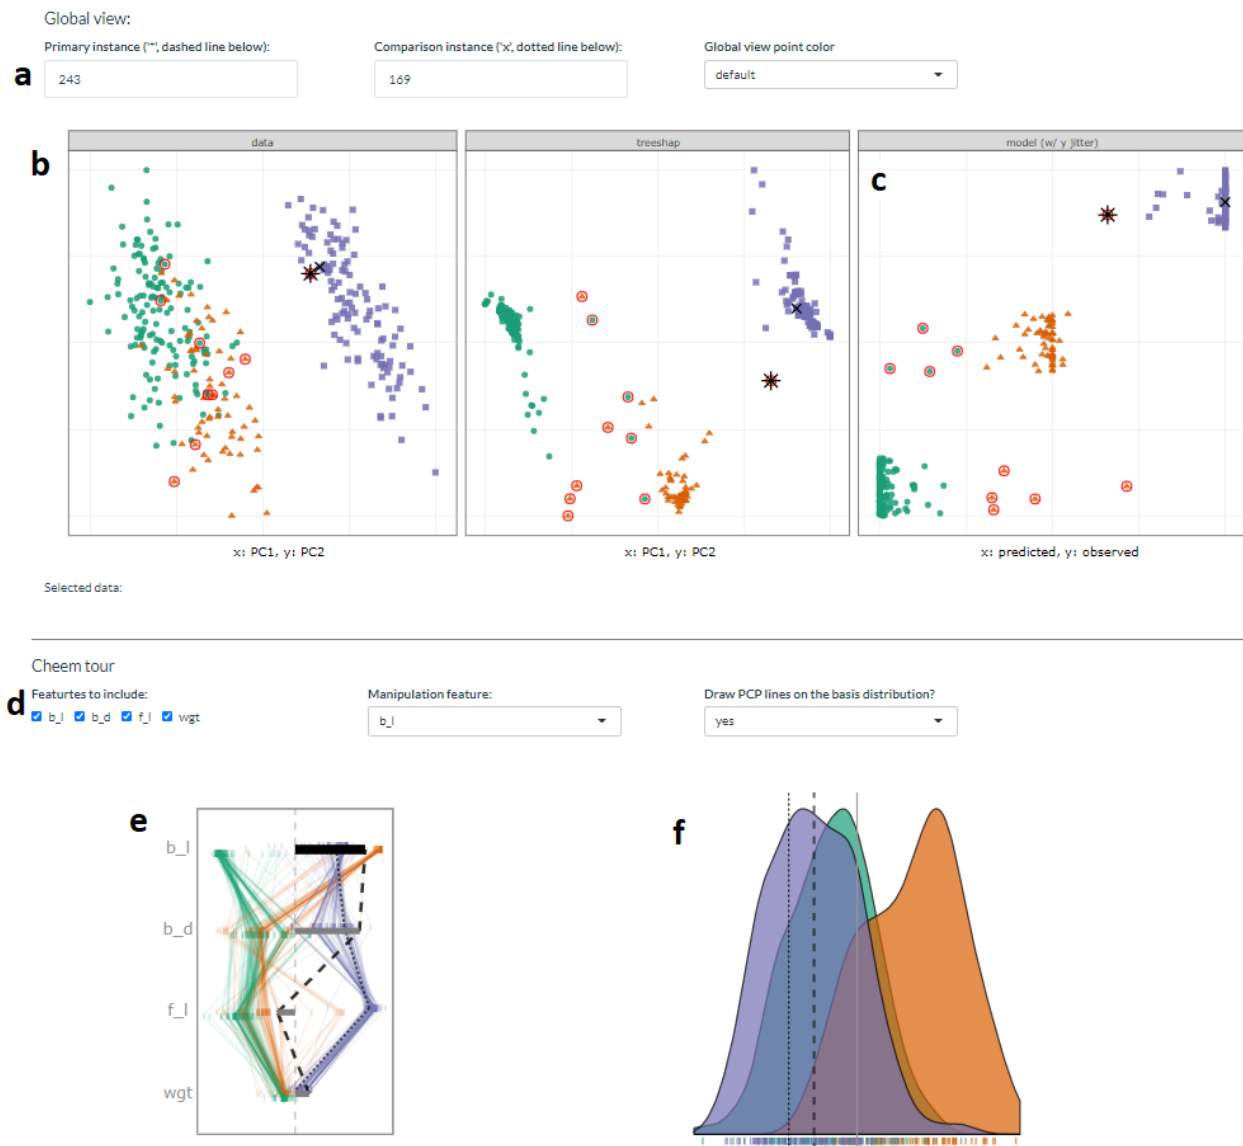 Global view:
Primary instance ('*', dashed line below):
Comparison instance ('x', dotted line below):
Global view point color
a
243
169
default
data
treeshap
model (w/ y jitter)
b
c
x: PC1, y: PC2
x: PC1, y: PC2
x: predicted, y: observed
Selected data:
Cheem tour
d
Featurtes to include:
Manipulation feature:
Draw PCP lines on the basis distribution?
b_l b_d f_l wgt
b_l
yes
e
f
b_l
b_d
f_l
wgt